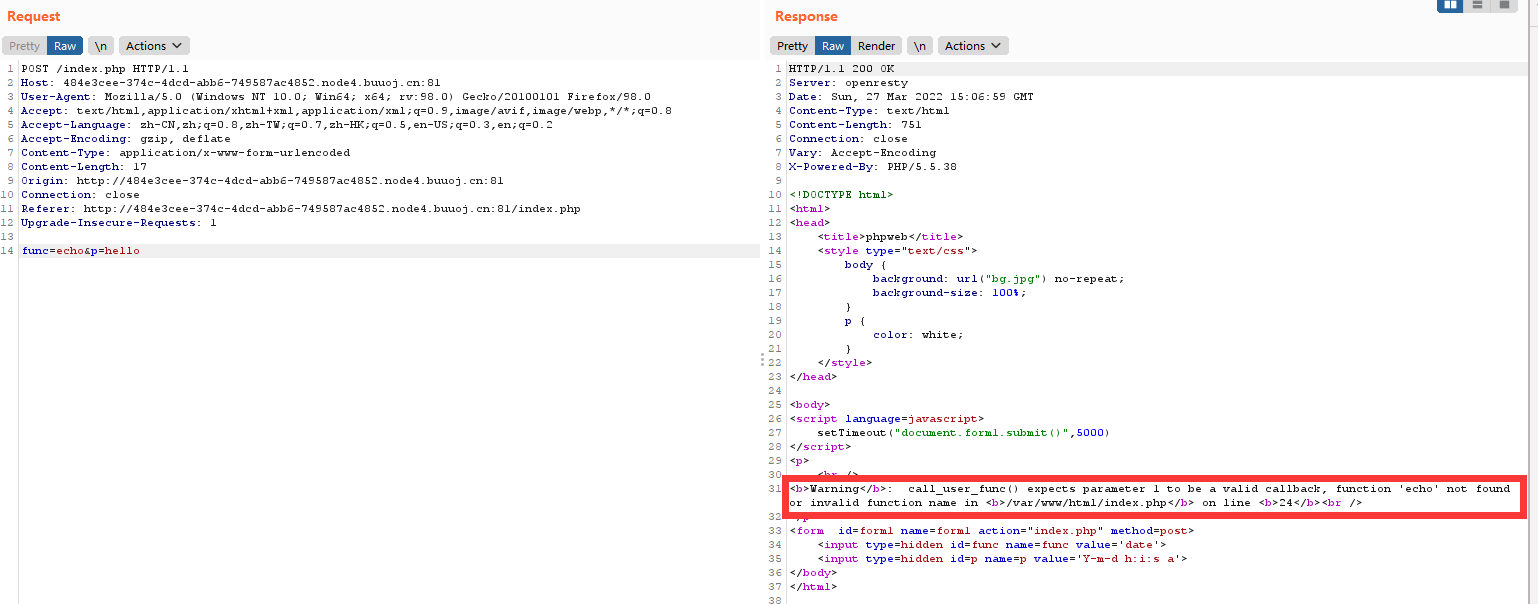 Request
Pretty Raw \n Actions
1 POST /index.php HTTP/1.1
2 Host: 484e3cee-374c-4dcd-abb6-749587ac4852.node4.buuoj.cn:81
3 User-Agent: Mozilla/5.0 (Windows NT 10.0; Win64; x64; rv:98.0) Gecko/20100101 Firefox/98.0
4 Accept: text/html,application/xhtml+xml,application/xml;q=0.9,image/avif,image/webp,*/*;q=0.8
5 Accept-Language: zh-CN,zh;q=0.8,zh-TW;q=0.7,zh-HK;q=0.5,en-US;q=0.3,en;q=0.2
6 Accept-Encoding: gzip, deflate
7 Content-Type: application/x-www-form-urlencoded
8 Content-Length: 17
9 Origin: http://484e3cee-374c-4dcd-abb6-749587ac4852.node4.buuoj.cn:81
10 Connection: close
11 Referer: http://484e3cee-374c-4dcd-abb6-749587ac4852.node4.buuoj.cn:81/index.php
12 Upgrade-Insecure-Requests: 1
13
14 func=echo&p=hello
Response
Pretty Raw Render \n Actions
1 HTTP/1.1 200 OK
2 Server: openresty
3 Date: Sun, 27 Mar 2022 15:06:59 GMT
4 Content-Type: text/html
5 Content-Length: 751
6 Connection: close
7 Vary: Accept-Encoding
8 X-Powered-By: PHP/5.5.38
9
10 <!DOCTYPE html>
11 <html>
12 <head>
13 <title>phpweb</title>
14 <style type="text/css">
15 body {
16 background: url("bg.jpg") no-repeat;
17 background-size: 100%;
18 }
19 p {
20 color: white;
21 }
22 </style>
23 </head>
24
25 <body>
26 <script language=javascript>
27 setTimeout("document.form1.submit()",5000)
28 </script>
29 <p>
30 <br />
31 <b>Warning</b>: call_user_func() expects parameter 1 to be a valid callback, function 'echo' not found
or invalid function name in <b>/var/www/html/index.php</b> on line <b>24</b><br />
32 </p>
33 <form id=form1 name=form1 action="index.php" method=post>
34 <input type=hidden id=func name=func value='date'>
35 <input type=hidden id=p name=p value='Y-m-d h:i:s a'>
36 </body>
37 </html>
38